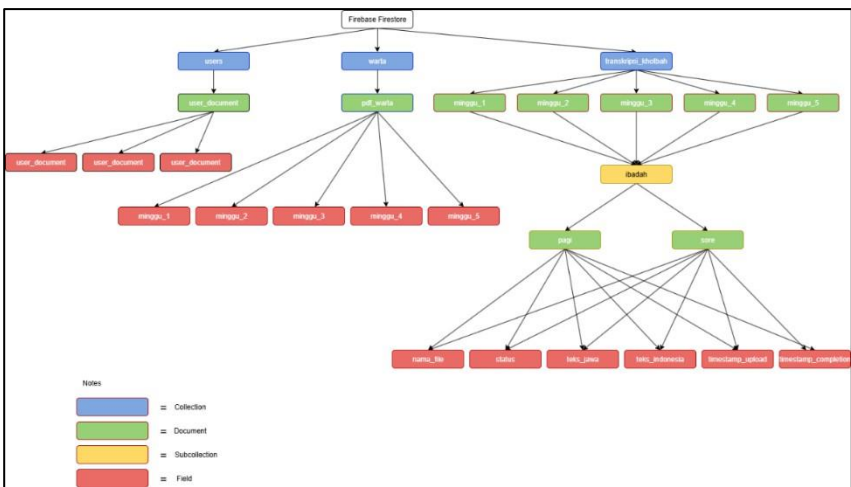 Firebase Firestore
users
warta
transkripsi_khotbah
user_document
pdf_warta
minggu_1
minggu_2
minggu_3
minggu_4
minggu_5
user_document
user_document
user_document
ibadah
minggu_1
minggu_2
minggu_3
minggu_4
minggu_5
pagi
sore
nama_file
status
teks_jawa
teks_indonesia
timestamp_upload
timestamp_completion
Notes
= Collection
= Document
= Subcollection
= Field